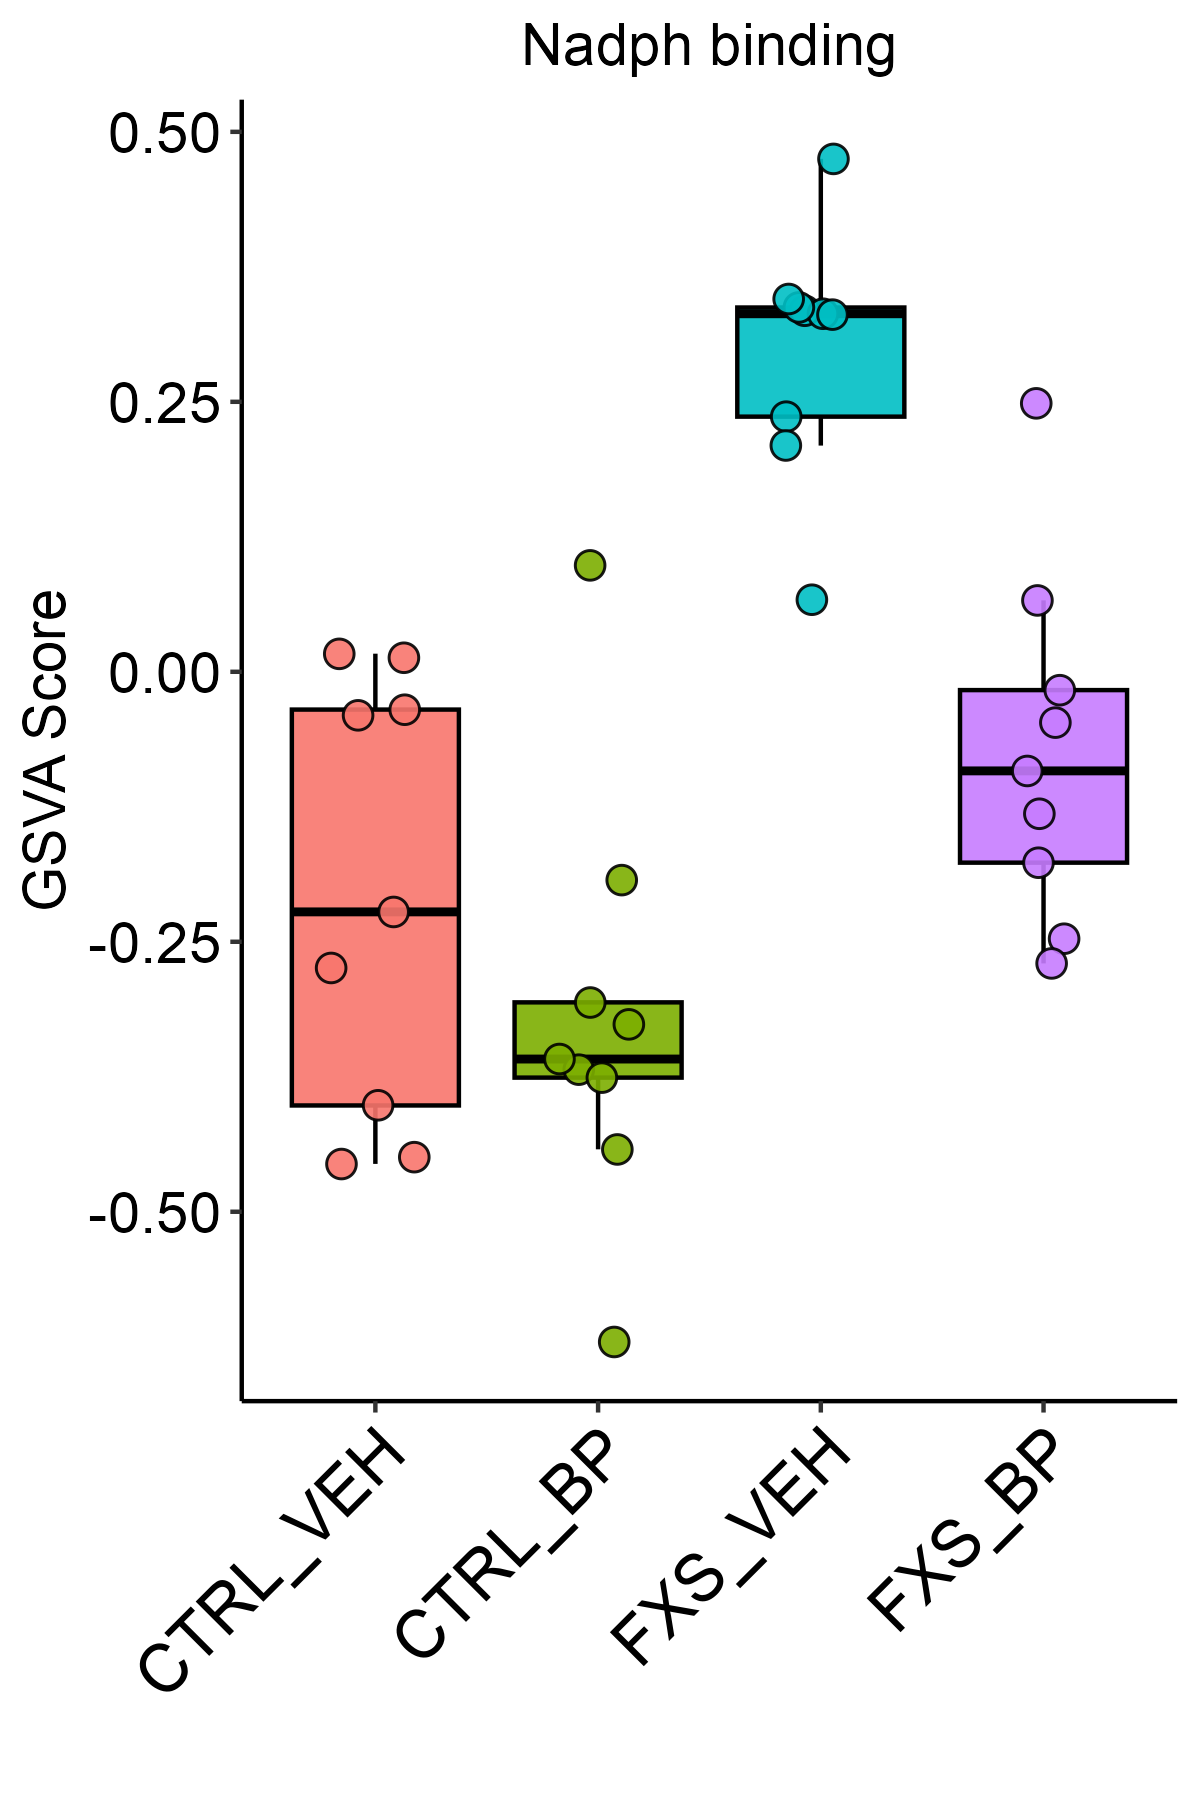 Nadph binding
GSVA Score
0.50
0.25
0.00
-0.25
-0.50
CTRL_VEH
CTRL_BP
FXS_VEH
FXS_BP